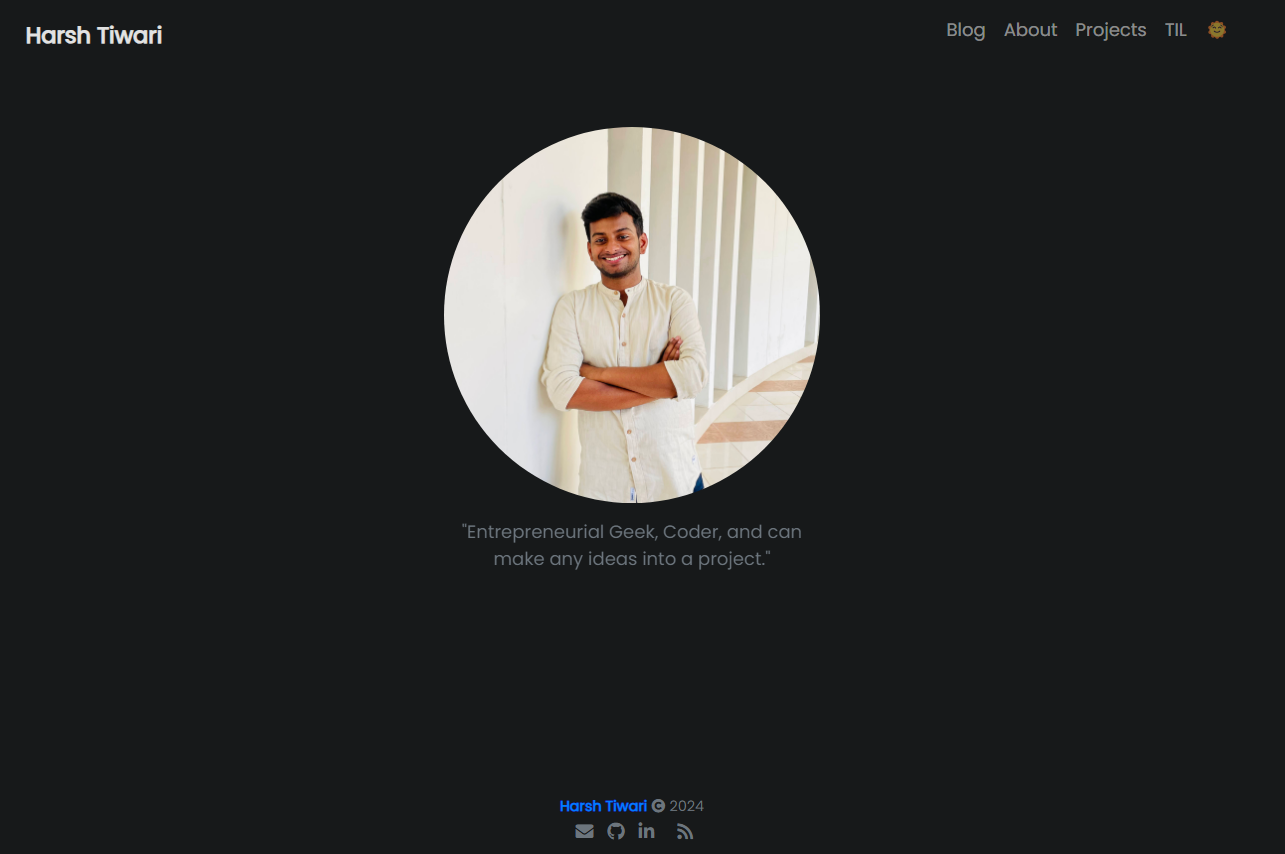 Harsh Tiwari
Blog About Projects TIL
"Entrepreneurial Geek, Coder, and can
make any ideas into a project."
Harsh Tiwari © 2024